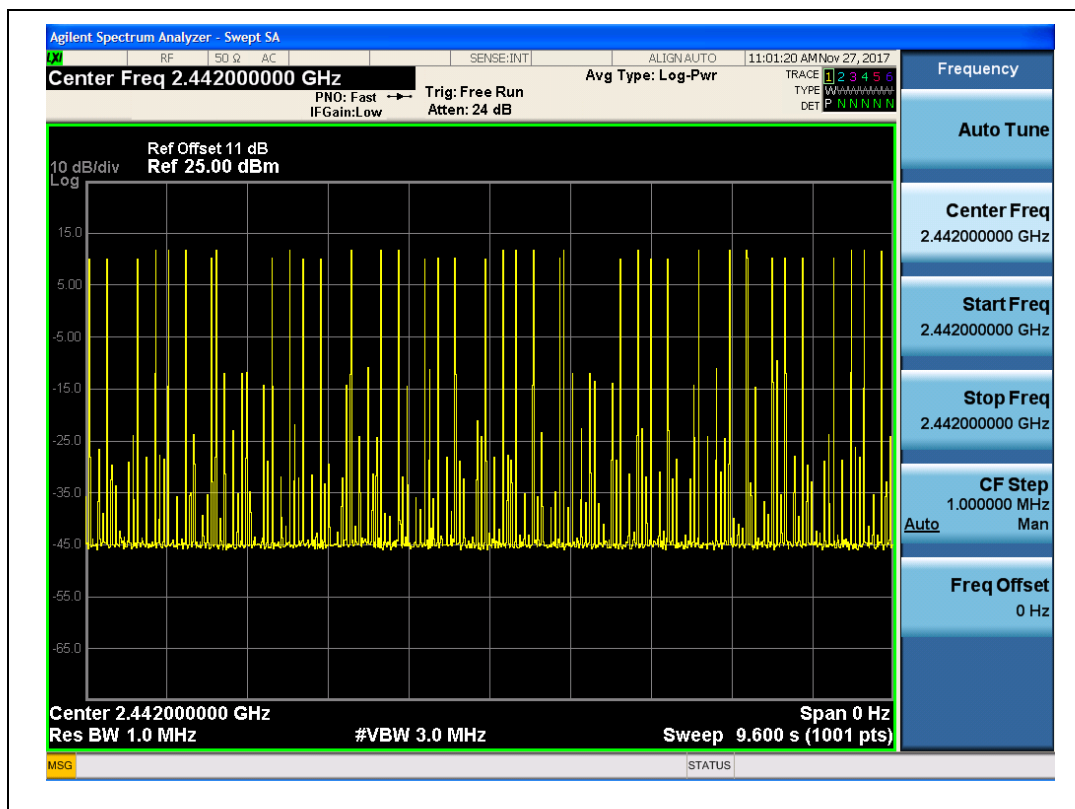 Agilent Spectrum Analyzer - Swept SA
LXI RF 50 Ω AC SENSE:INT ALIGN AUTO 11:01:20 AM Nov 27, 2017
Center Freq 2.442000000 GHz
PNO: Fast
IFGain:Low
Trig: Free Run
Atten: 24 dB
Avg Type: Log-Pwr
TRACE 1 2 3 4 5 6
TYPE
DET P N N N N N
Ref Offset 11 dB
10 dB/div Ref 25.00 dBm
Log
15.0
5.00
-5.00
-15.0
-25.0
-35.0
-45.0
-55.0
-65.0
Center 2.442000000 GHz Span 0 Hz
Res BW 1.0 MHz #VBW 3.0 MHz Sweep 9.600 s (1001 pts)
MSG STATUS
Frequency
Auto Tune
Center Freq
2.442000000 GHz
Start Freq
2.442000000 GHz
Stop Freq
2.442000000 GHz
CF Step
1.000000 MHz
Auto Man
Freq Offset
0 Hz